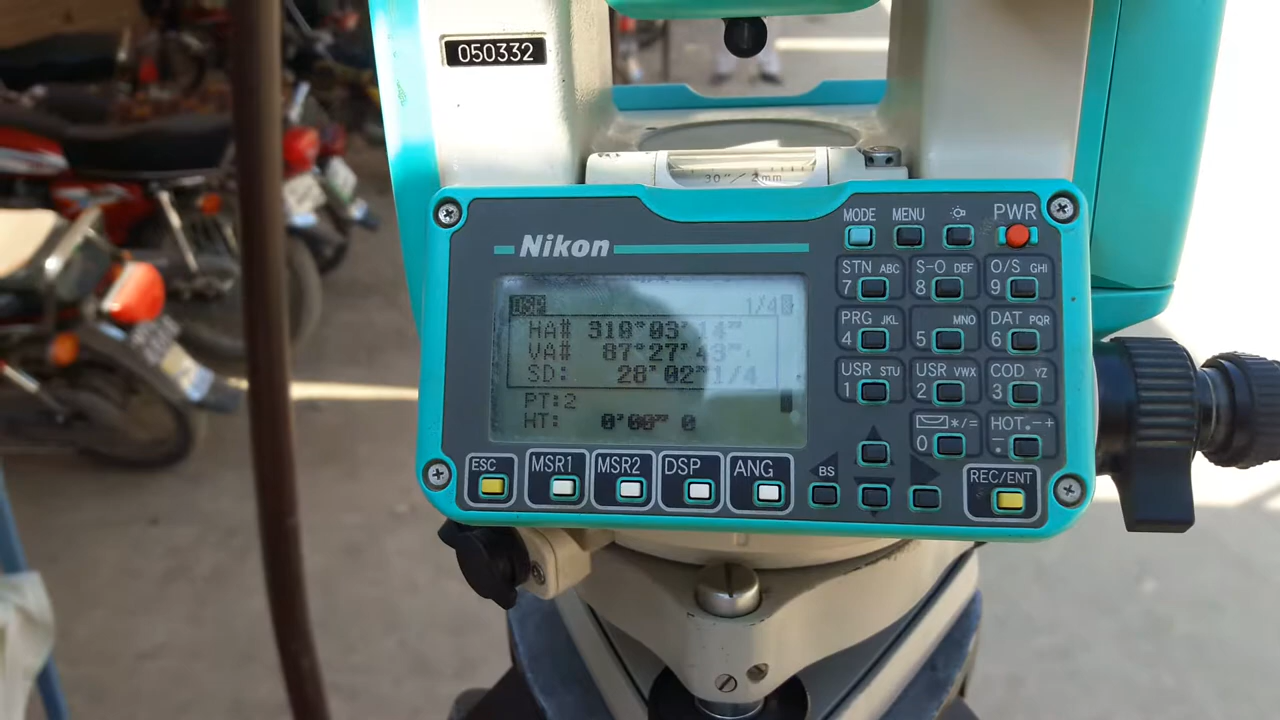 050332
30"/2mm
Nikon
MODE MENU PWR
DSP 1/4
HA# 310°03'14"
VA# 87°27'43"
SD: 28'02"1/4
PT:2
HT: 0'00" 0
STN ABC S-O DEF O/S GHI
7 8 9
PRG JKL MNO DAT PQR
4 5 6
USR STU USR VWX COD YZ
1 2 3
*/= HOT .-+
0 -.
ESC MSR1 MSR2 DSP ANG BS REC/ENT